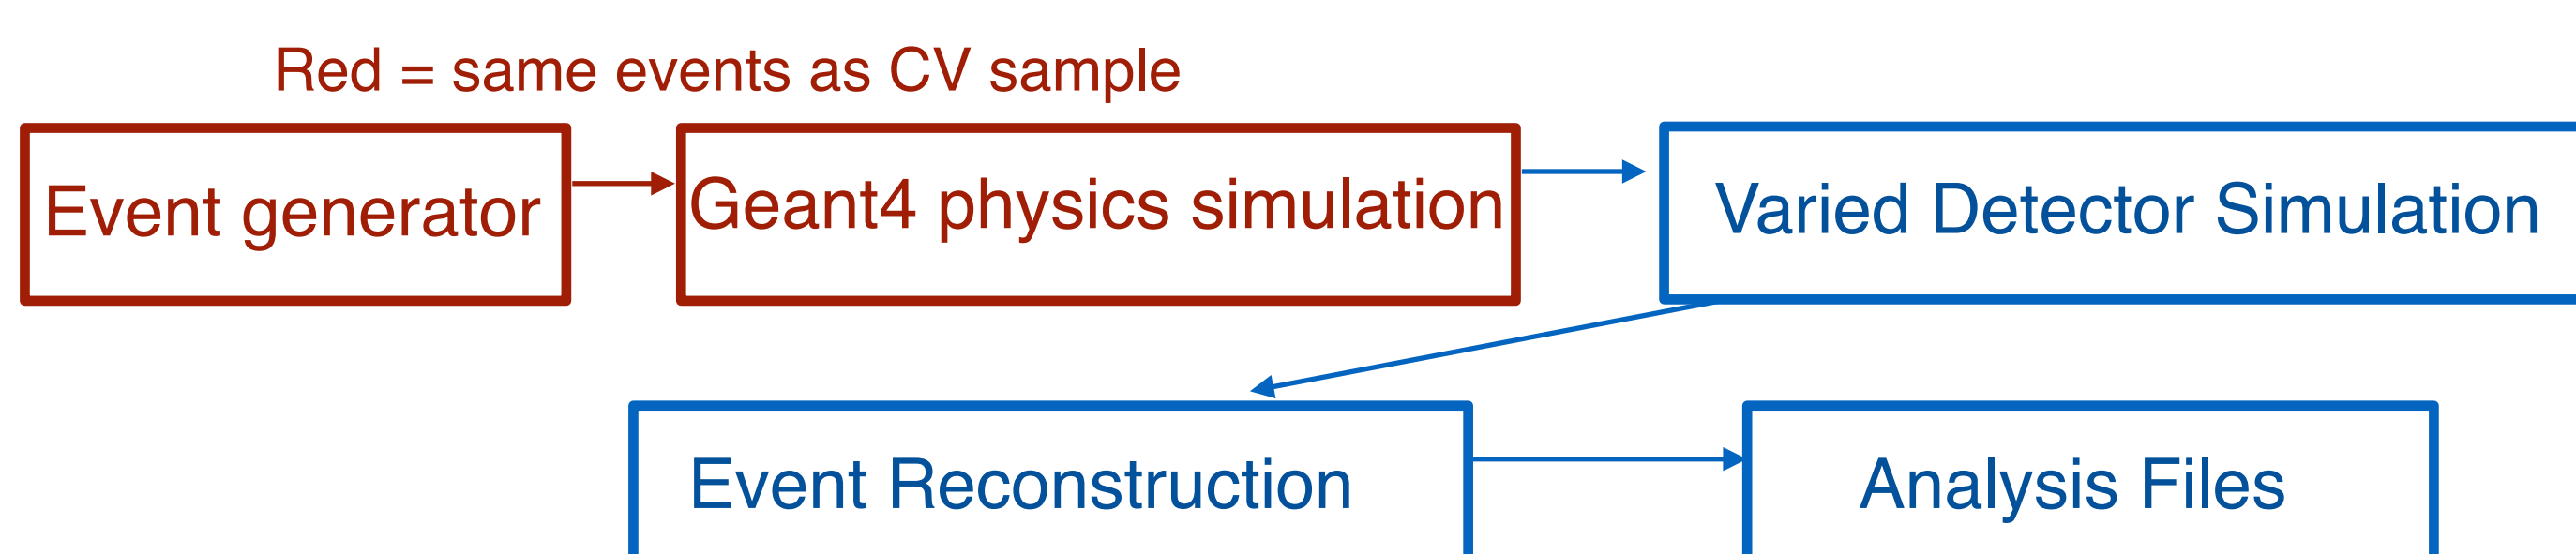 Red = same events as CV sample
Event generator
Geant4 physics simulation
Varied Detector Simulation
Event Reconstruction
Analysis Files